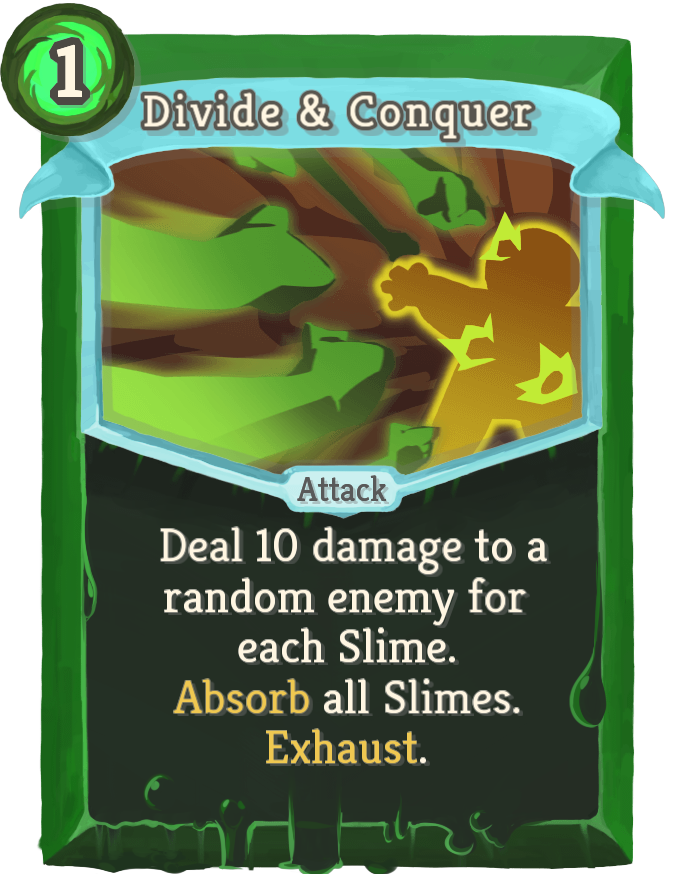 1
Divide & Conquer
Attack
Deal 10 damage to a
random enemy for
each Slime.
Absorb all Slimes.
Exhaust.